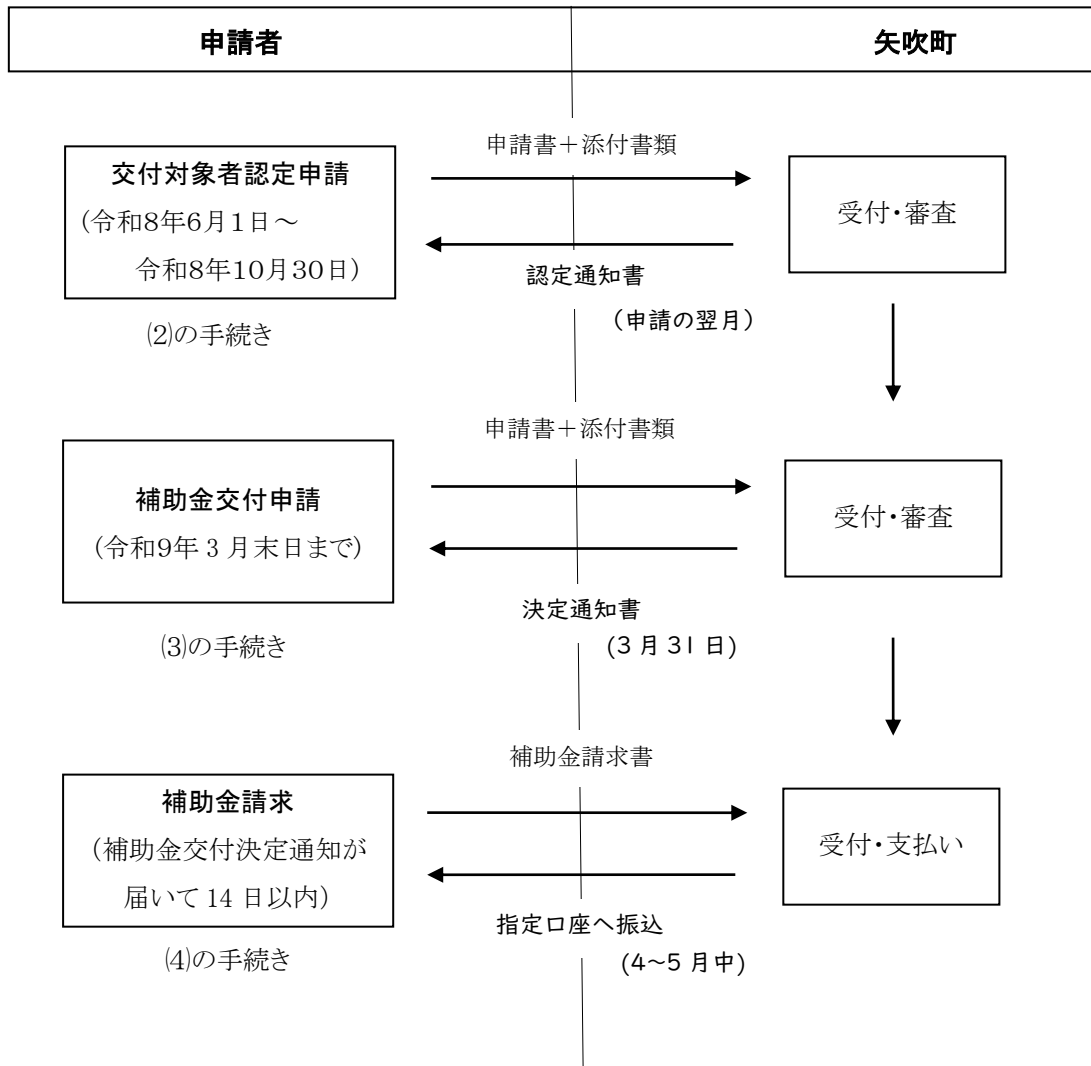 申請者
矢吹町
申請書＋添付書類
交付対象者認定申請
(令和8年6月1日～
令和8年10月30日)
受付・審査
認定通知書
(申請の翌月)
⑵の手続き
申請書＋添付書類
補助金交付申請
(令和9年3月末日まで)
受付・審査
決定通知書
(3月31日)
⑶の手続き
補助金請求書
補助金請求
(補助金交付決定通知が
届いて14日以内)
受付・支払い
指定口座へ振込
(4~5月中)
⑷の手続き